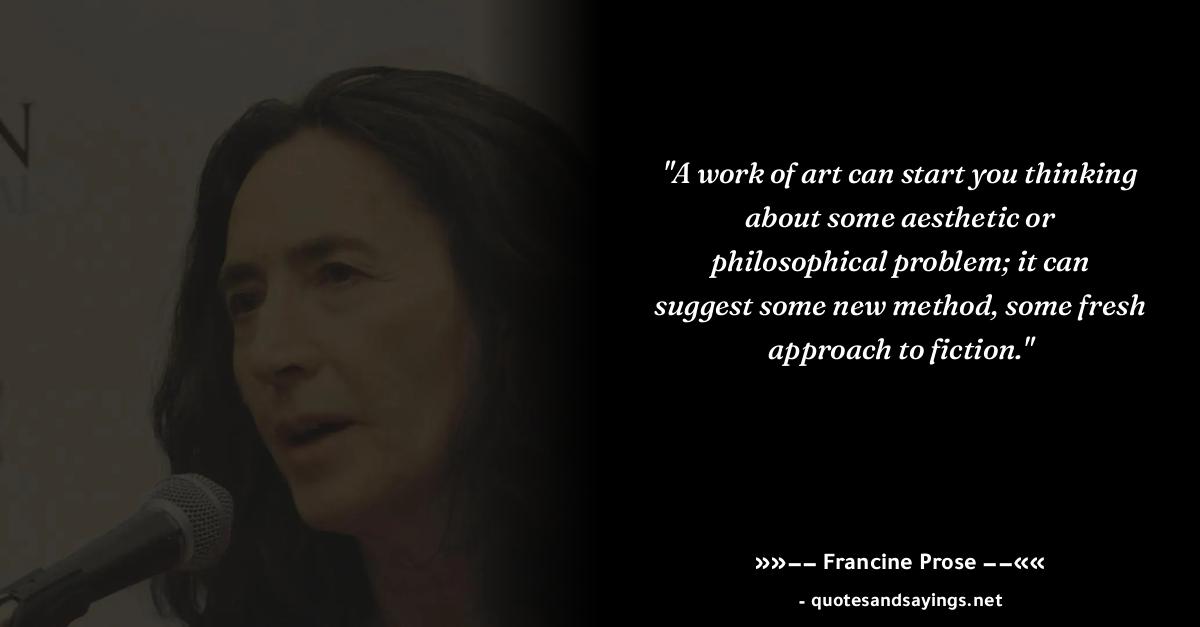 N
"A work of art can start you thinking
about some aesthetic or
philosophical problem; it can
suggest some new method, some fresh
approach to fiction."
»»−− Francine Prose −−««
- quotesandsayings.net